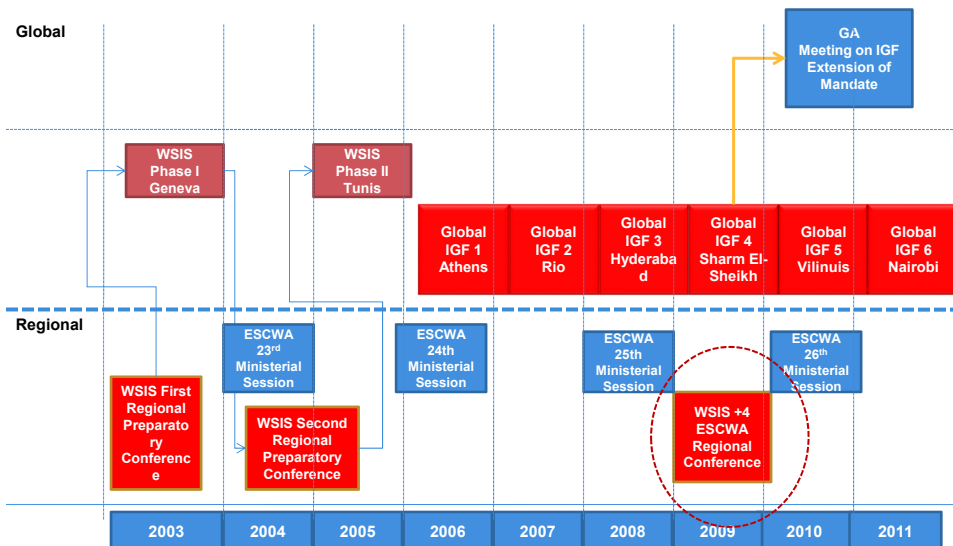 Global
GA
Meeting on IGF
Extension of
Mandate
WSIS
Phase I
Geneva
WSIS
Phase II
Tunis
Global
IGF 1
Athens
Global
IGF 2
Rio
Global
IGF 3
Hyderaba
d
Global
IGF 4
Sharm El-
Sheikh
Global
IGF 5
Vilinuis
Global
IGF 6
Nairobi
Regional
ESCWA
23rd
Ministerial
Session
ESCWA
24th
Ministerial
Session
ESCWA
25th
Ministerial
Session
ESCWA
26th
Ministerial
Session
WSIS First
Regional
Preparato
ry
Conferenc
e
WSIS Second
Regional
Preparatory
Conference
WSIS +4
ESCWA
Regional
Conference
2003
2004
2005
2006
2007
2008
2009
2010
2011